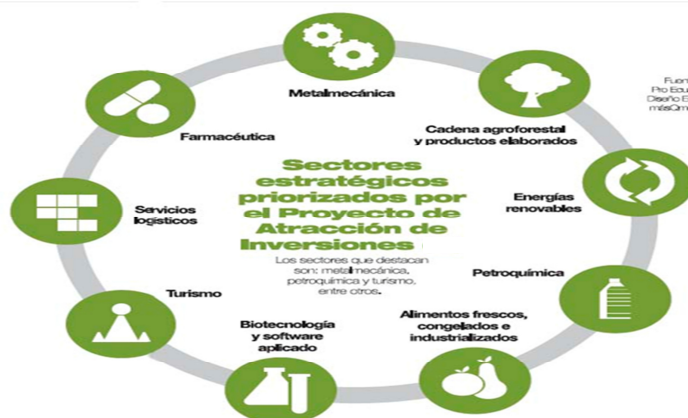 Metalmecánica
Cadena agroforestal
y productos elaborados
Energías
renovables
Petroquímica
Alimentos frescos,
congelados e
industrializados
Biotecnología
y software
aplicado
Turismo
Servicios
logísticos
Farmacéutica
Sectores
estratégicos
priorizados por
el Proyecto de
Atracción de
Inversiones
Los sectores que destacan
son: metalmecánica,
petroquímica y turismo,
entre otros.